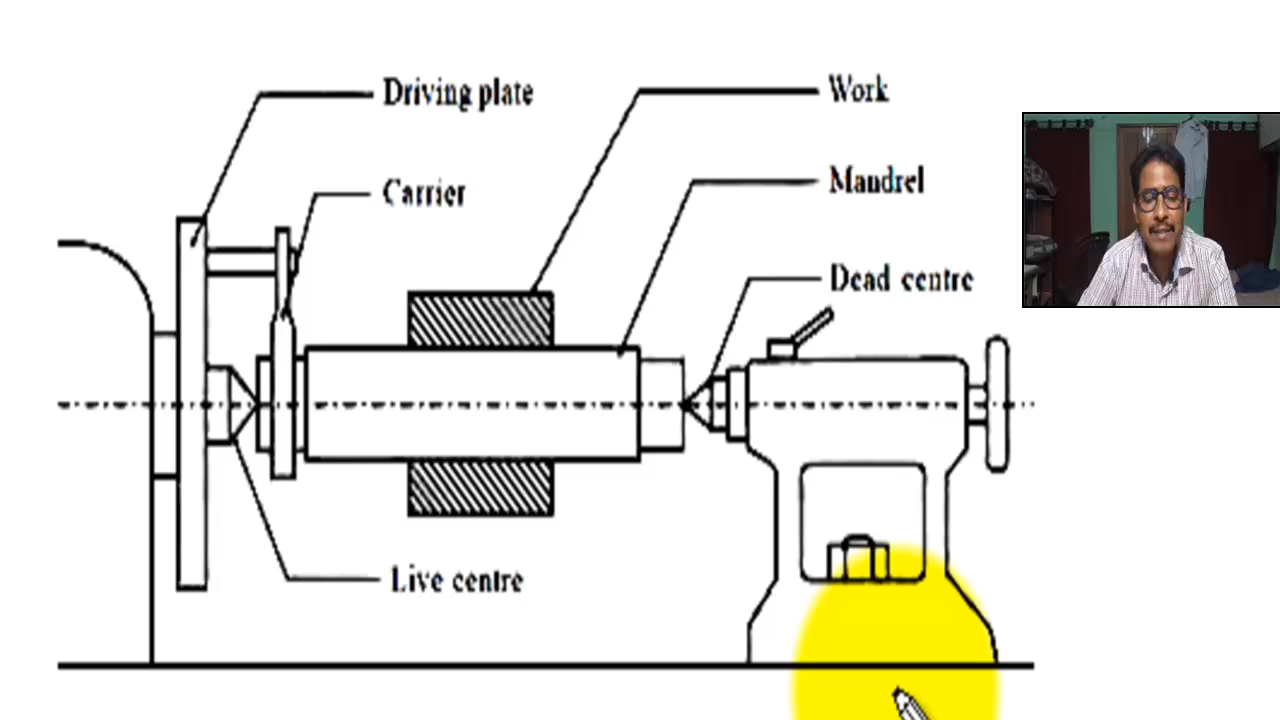 Driving plate
Work
Mandrel
Carrier
Dead centre
Live centre